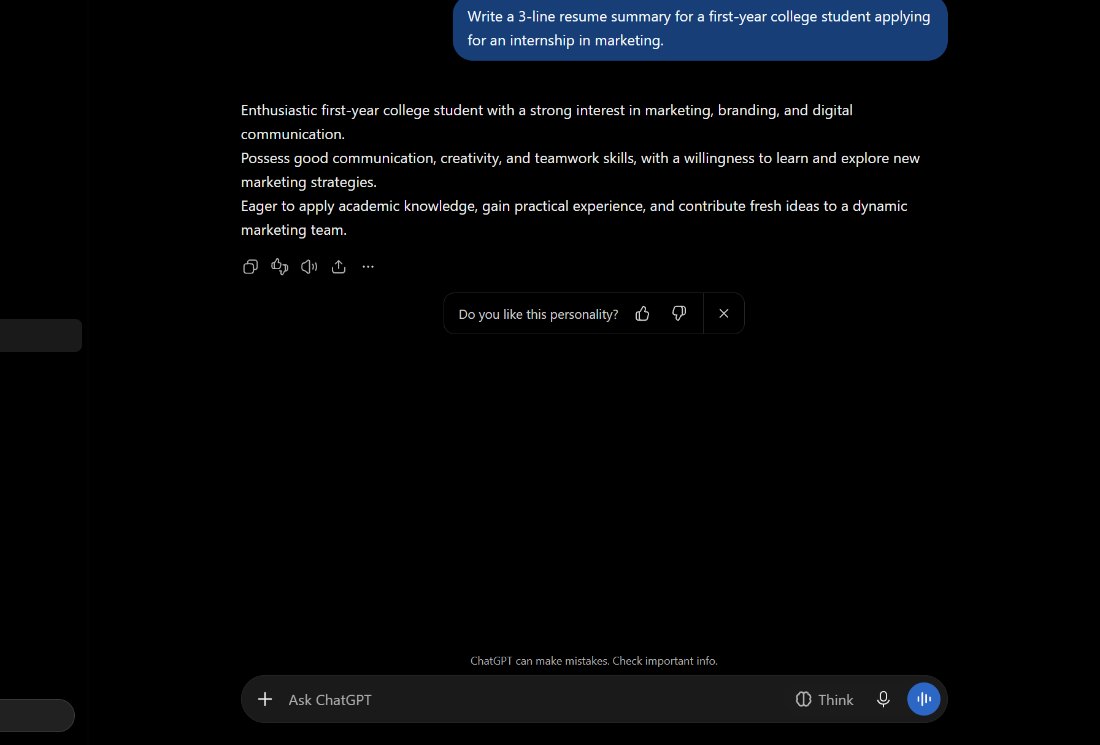 Write a 3-line resume summary for a first-year college student applying
for an internship in marketing.
Enthusiastic first-year college student with a strong interest in marketing, branding, and digital
communication.
Possess good communication, creativity, and teamwork skills, with a willingness to learn and explore new
marketing strategies.
Eager to apply academic knowledge, gain practical experience, and contribute fresh ideas to a dynamic
marketing team.
Do you like this personality?
ChatGPT can make mistakes. Check important info.
Ask ChatGPT Think